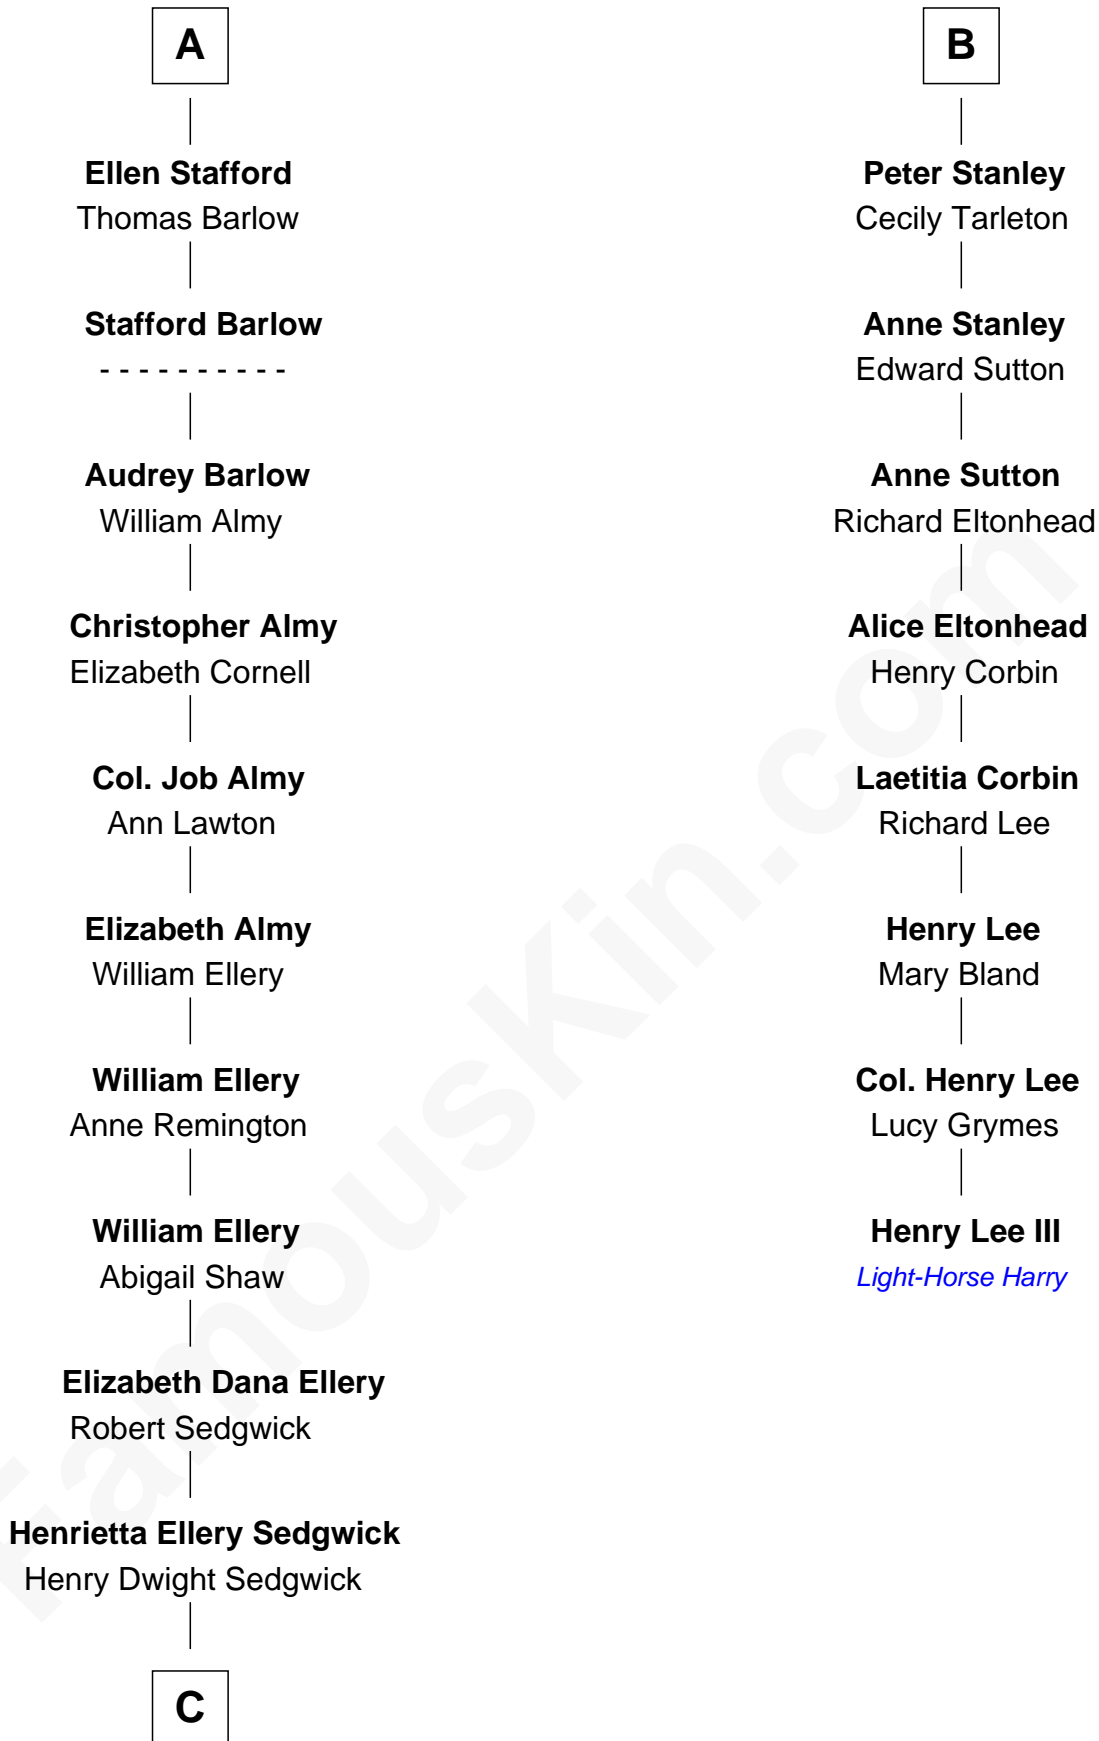 A
Ellen Stafford
Thomas Barlow
Stafford Barlow
- - - - - - - - - -
Audrey Barlow
William Almy
Christopher Almy
Elizabeth Cornell
Col. Job Almy
Ann Lawton
Elizabeth Almy
William Ellery
William Ellery
Anne Remington
William Ellery
Abigail Shaw
Elizabeth Dana Ellery
Robert Sedgwick
Henrietta Ellery Sedgwick
Henry Dwight Sedgwick
C
B
Peter Stanley
Cecily Tarleton
Anne Stanley
Edward Sutton
Anne Sutton
Richard Eltonhead
Alice Eltonhead
Henry Corbin
Laetitia Corbin
Richard Lee
Henry Lee
Mary Bland
Col. Henry Lee
Lucy Grymes
Henry Lee III
Light-Horse Harry
FamousKin.com